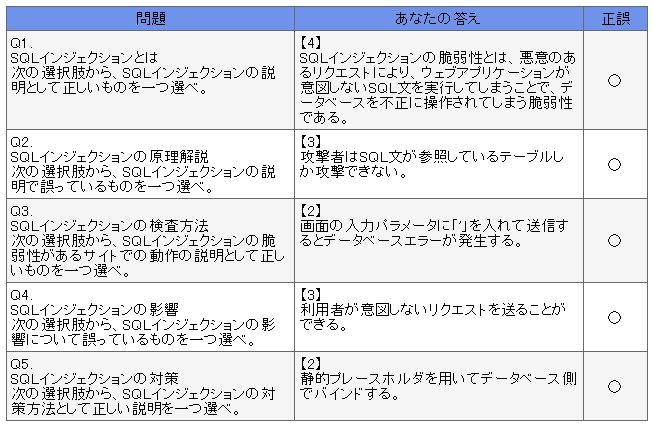 問題 あなたの答え 正誤
Q1.
SQLインジェクションとは
次の選択肢から、SQLインジェクションの説
明として正しいものを一つ選べ。
【4】
SQLインジェクションの脆弱性とは、悪意のあ
るリクエストにより、ウェブアプリケーションが
意図しないSQL文を実行してしまうことで、デ
ータベースを不正に操作されてしまう脆弱性
である。
○
Q2.
SQLインジェクションの原理解説
次の選択肢から、SQLインジェクションの説
明で誤っているものを一つ選べ。
【3】
攻撃者はSQL文が参照しているテーブルし
か攻撃できない。
○
Q3.
SQLインジェクションの検査方法
次の選択肢から、SQLインジェクションの脆
弱性があるサイトでの動作の説明として正し
いものを一つ選べ。
【2】
画面の入力パラメータに「'」を入れて送信す
るとデータベースエラーが発生する。
○
Q4.
SQLインジェクションの影響
次の選択肢から、SQLインジェクションの影
響について誤っているものを一つ選べ。
【3】
利用者が意図しないリクエストを送ることが
できる。
○
Q5.
SQLインジェクションの対策
次の選択肢から、SQLインジェクションの対
策方法として正しい説明を一つ選べ。
【2】
静的プレースホルダを用いてデータベース側
でバインドする。
○